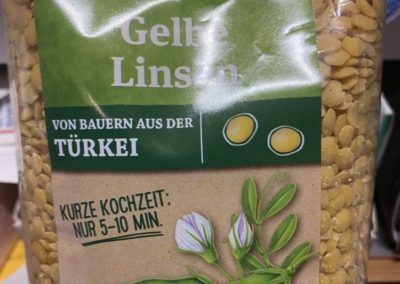 Gelbe
Linsen
VON BAUERN AUS DER
TÜRKEI
KURZE KOCHZEIT:
NUR 5-10 MIN.